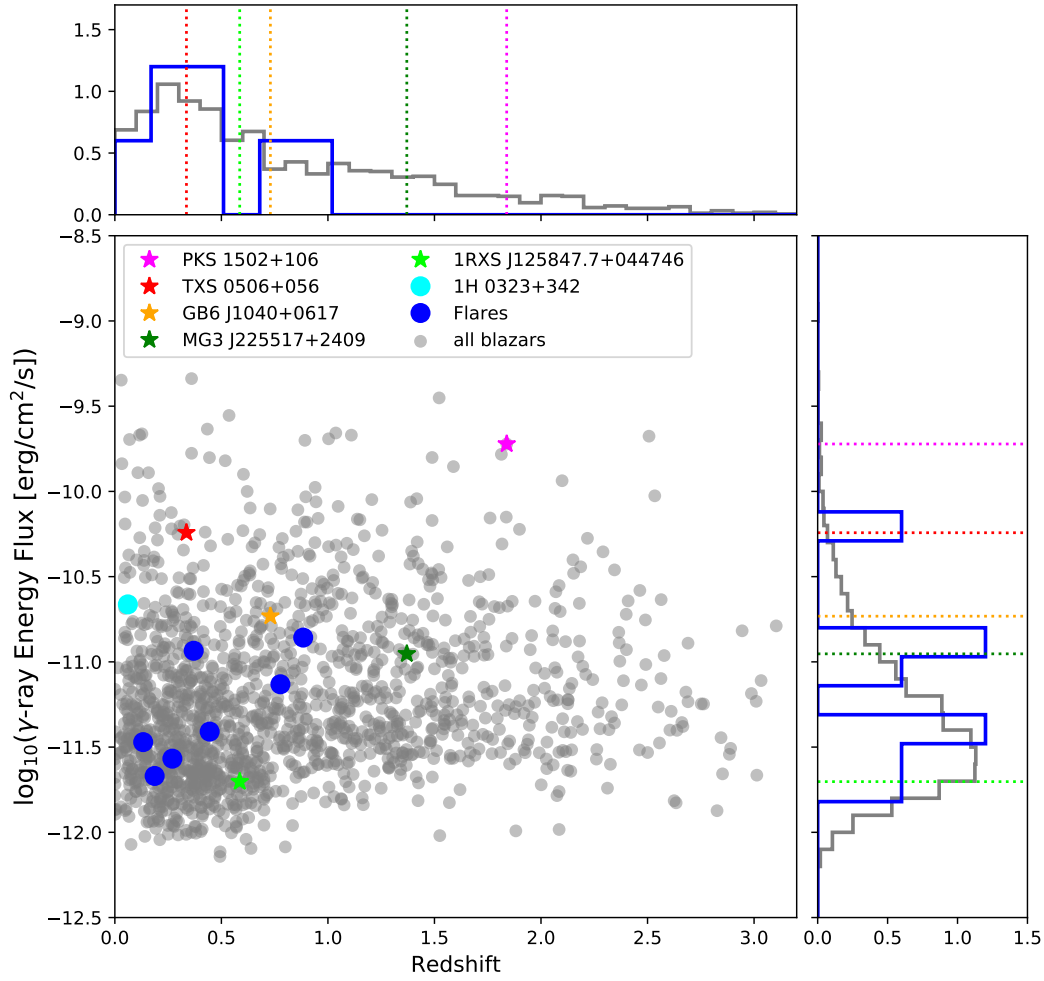 1.5
1.0
0.5
0.0
−8.5
−9.0
−9.5
−10.0
−10.5
−11.0
−11.5
−12.0
−12.5
log₁₀(γ-ray Energy Flux [erg/cm²/s])
PKS 1502+106
TXS 0506+056
GB6 J1040+0617
MG3 J225517+2409
1RXS J125847.7+044746
1H 0323+342
Flares
all blazars
0.0 0.5 1.0 1.5 2.0 2.5 3.0
Redshift
0.0 0.5 1.0 1.5